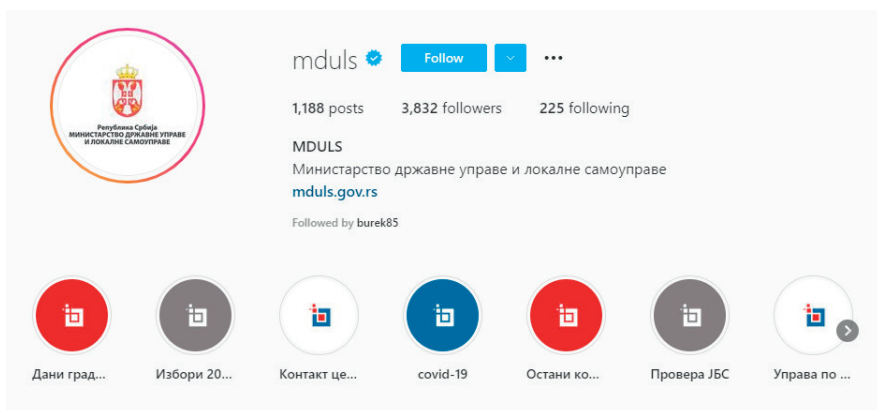 mduls Follow
1,188 posts 3,832 followers 225 following
MDULS
Министарство државне управе и локалне самоуправе
mduls.gov.rs
Followed by burek85
Република Србија
МИНИСТАРСТВО ДРЖАВНЕ УПРАВЕ
И ЛОКАЛНЕ САМОУПРАВЕ
Дани град...
Избори 20...
Контакт це...
covid-19
Остани ко...
Провера ЈБС
Управа по ...